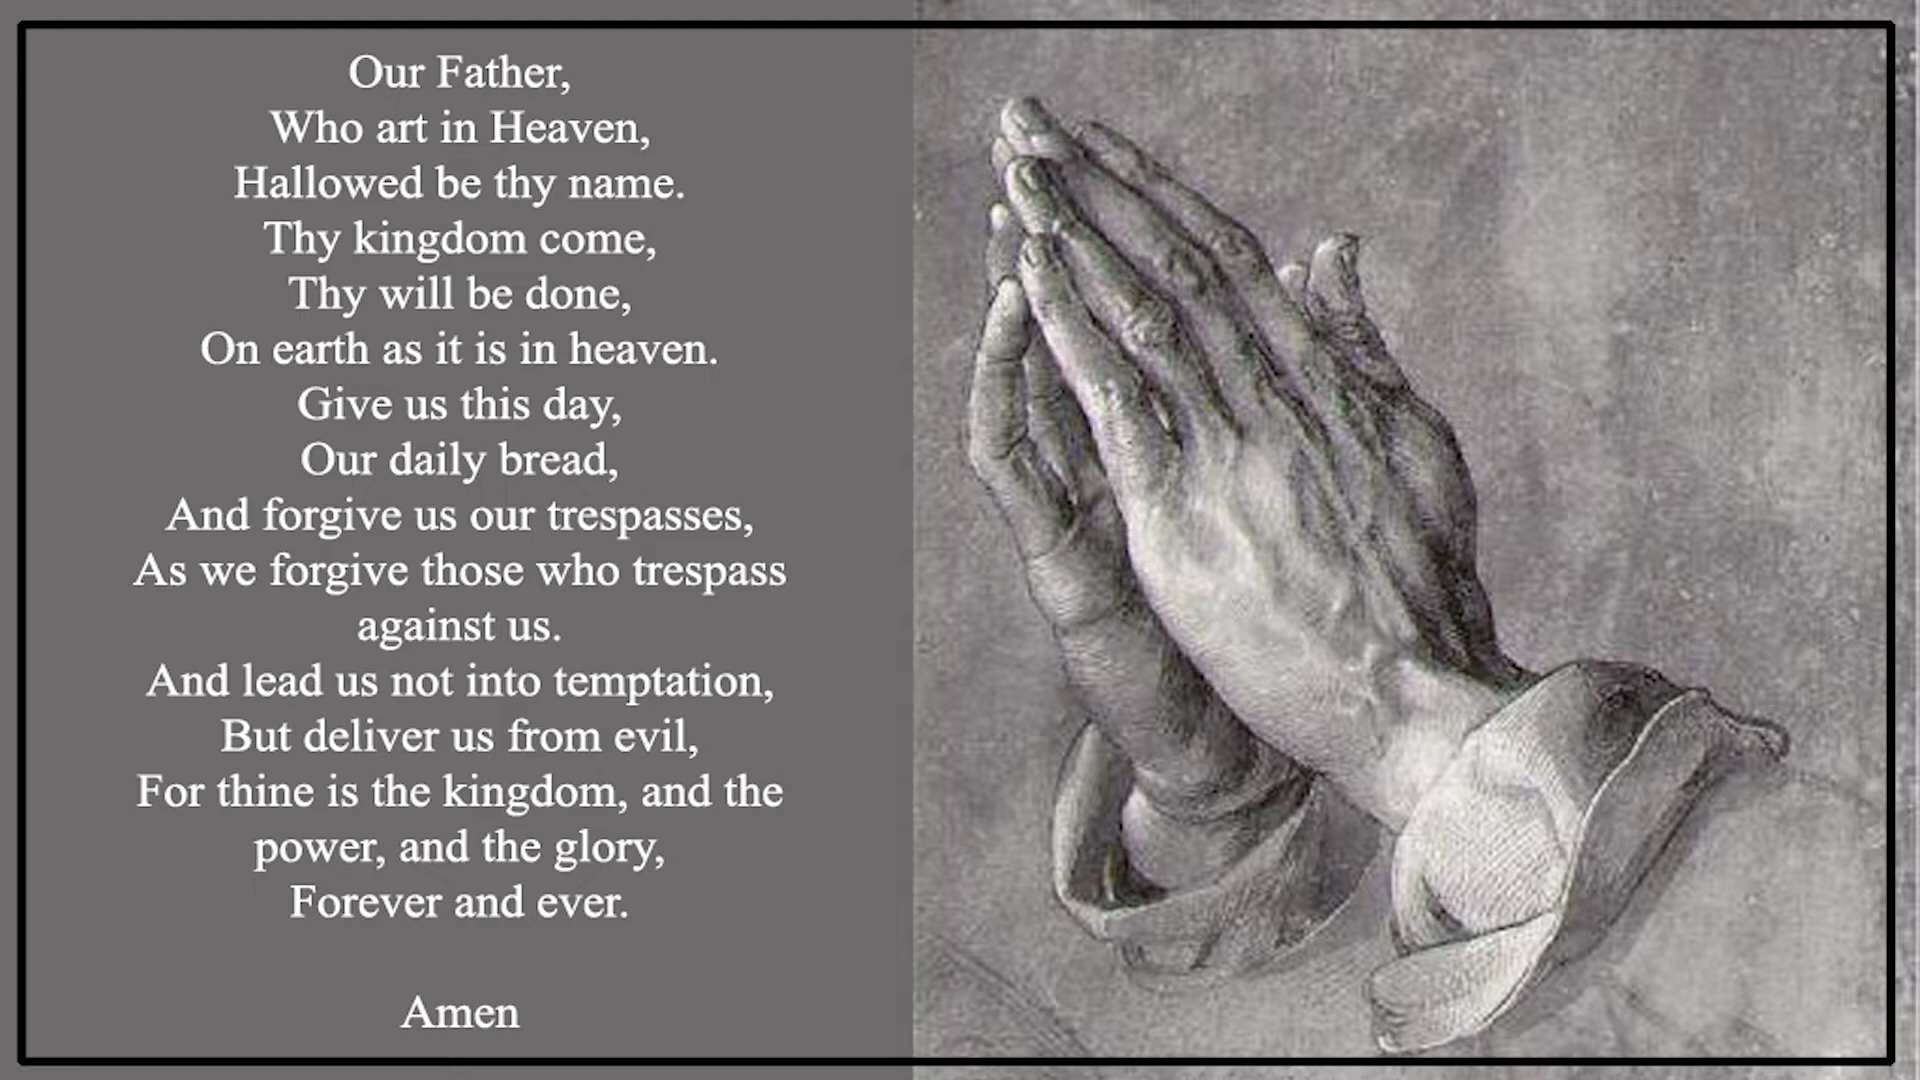 Our Father,
Who art in Heaven,
Hallowed be thy name.
Thy kingdom come,
Thy will be done,
On earth as it is in heaven.
Give us this day,
Our daily bread,
And forgive us our trespasses,
As we forgive those who trespass
against us.
And lead us not into temptation,
But deliver us from evil,
For thine is the kingdom, and the
power, and the glory,
Forever and ever.
Amen